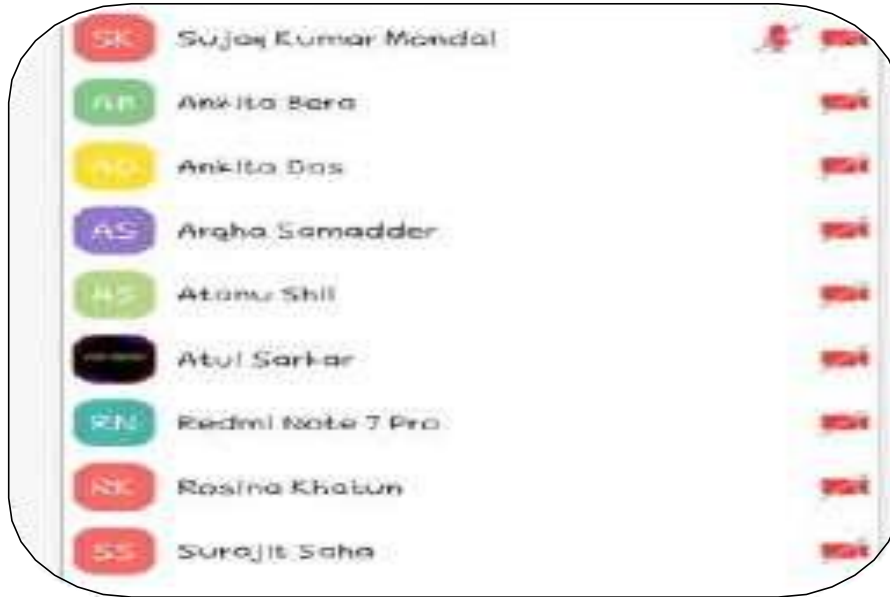 SK Sujay Kumar Mondal
AB Ankita Bera
AD Ankita Das
AS Argha Samadder
AS Atanu Shil
Atul Sarkar
RN Redmi Note 7 Pro
RK Rosina Khatun
SS Surajit Saha